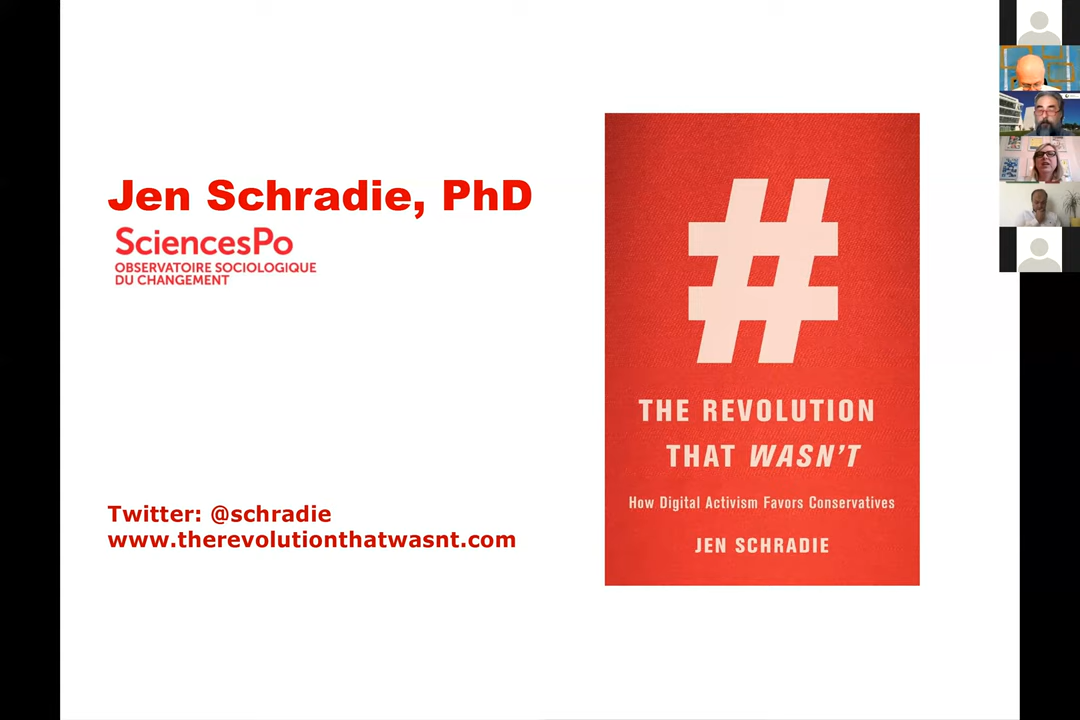 Jen Schradie, PhD
SciencesPo
OBSERVATOIRE SOCIOLOGIQUE
DU CHANGEMENT
Twitter: @schradie
www.therevolutionthatwasnt.com
#
THE REVOLUTION
THAT WASN'T
How Digital Activism Favors Conservatives
JEN SCHRADIE